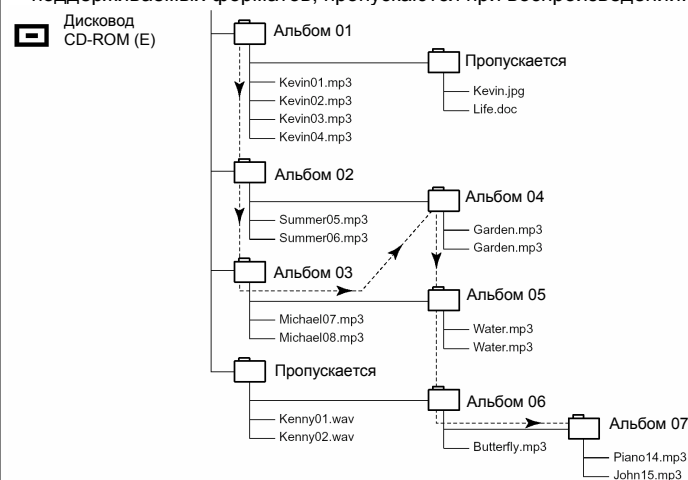 поддерживаемых форматов, пропускаются при воспроизведении.
Дисковод
CD-ROM (E)
Альбом 01
Пропускается
Kevin01.mp3
Kevin02.mp3
Kevin03.mp3
Kevin04.mp3
Kevin.jpg
Life.doc
Альбом 02
Альбом 04
Summer05.mp3
Summer06.mp3
Garden.mp3
Garden.mp3
Альбом 03
Альбом 05
Michael07.mp3
Michael08.mp3
Water.mp3
Water.mp3
Пропускается
Альбом 06
Альбом 07
Kenny01.wav
Kenny02.wav
Butterfly.mp3
Piano14.mp3
John15.mp3